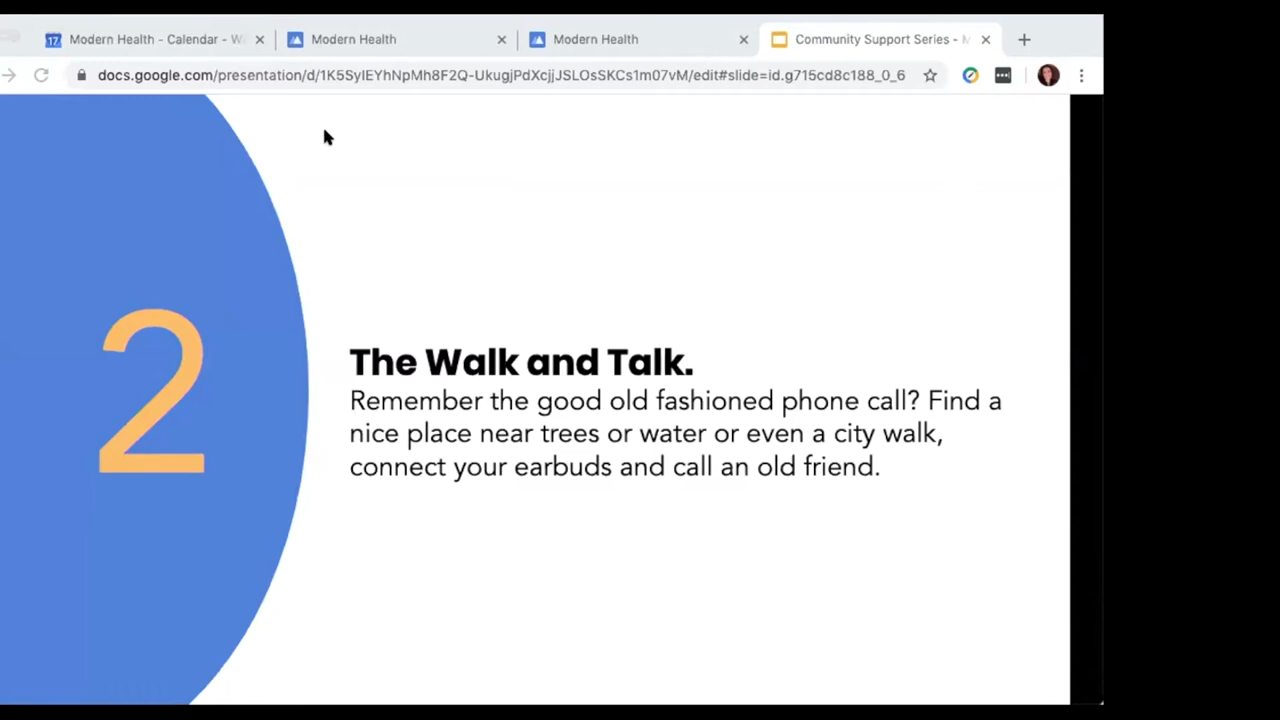 17 Modern Health - Calendar - W
Modern Health
Modern Health
Community Support Series - M
docs.google.com/presentation/d/1K5SyIEYhNpMh8F2Q-UkugjPdXcjjJSLOsSKCs1m07vM/edit#slide=id.g715cd8c188_0_6
2
The Walk and Talk.
Remember the good old fashioned phone call? Find a
nice place near trees or water or even a city walk,
connect your earbuds and call an old friend.